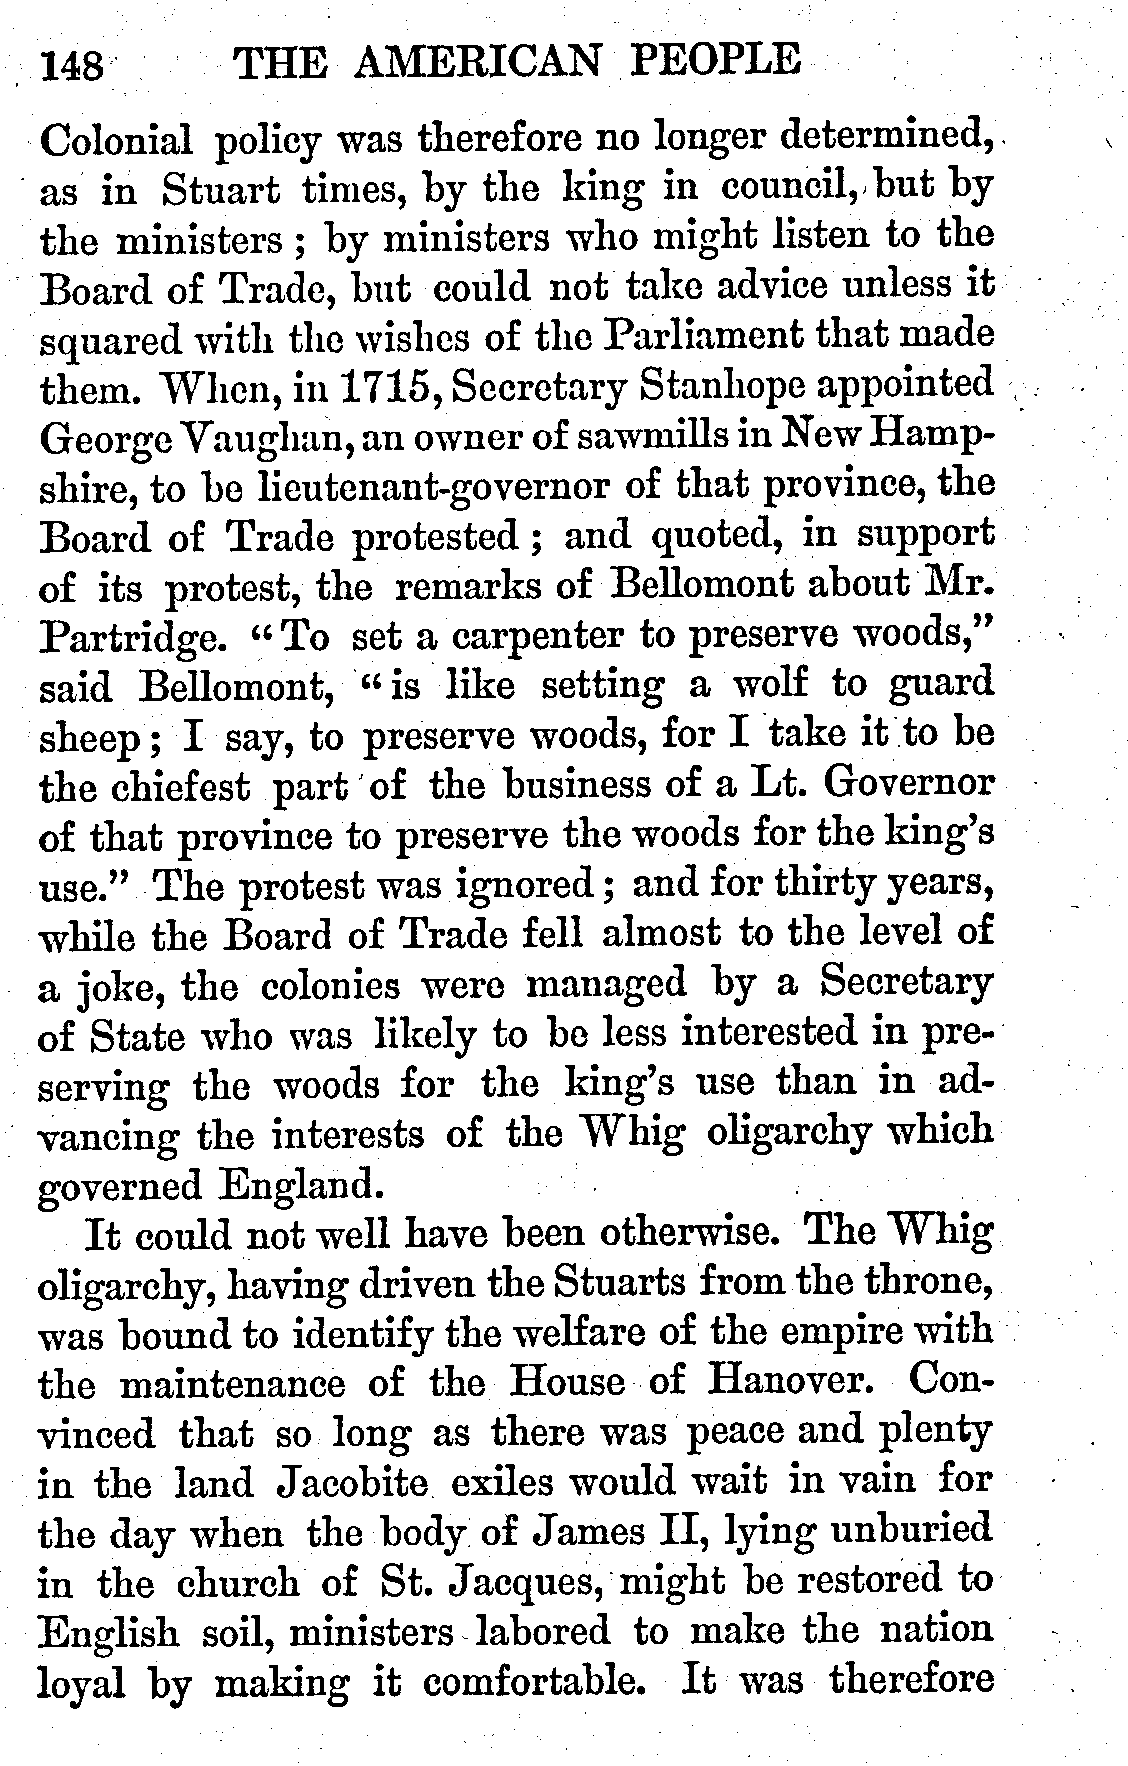 148 THE AMERICAN PEOPLE
Colonial policy was therefore no longer determined,
as in Stuart times, by the king in council, but by
the ministers ; by ministers who might listen to the
Board of Trade, but could not take advice unless it
squared with the wishes of the Parliament that made
them. When, in 1715, Secretary Stanhope appointed
George Vaughan, an owner of sawmills in New Hamp-
shire, to be lieutenant-governor of that province, the
Board of Trade protested ; and quoted, in support
of its protest, the remarks of Bellomont about Mr.
Partridge. “To set a carpenter to preserve woods,”
said Bellomont, “is like setting a wolf to guard
sheep ; I say, to preserve woods, for I take it to be
the chiefest part of the business of a Lt. Governor
of that province to preserve the woods for the king’s
use.” The protest was ignored ; and for thirty years,
while the Board of Trade fell almost to the level of
a joke, the colonies were managed by a Secretary
of State who was likely to be less interested in pre-
serving the woods for the king’s use than in ad-
vancing the interests of the Whig oligarchy which
governed England.
It could not well have been otherwise. The Whig
oligarchy, having driven the Stuarts from the throne,
was bound to identify the welfare of the empire with
the maintenance of the House of Hanover. Con-
vinced that so long as there was peace and plenty
in the land Jacobite exiles would wait in vain for
the day when the body of James II, lying unburied
in the church of St. Jacques, might be restored to
English soil, ministers labored to make the nation
loyal by making it comfortable. It was therefore